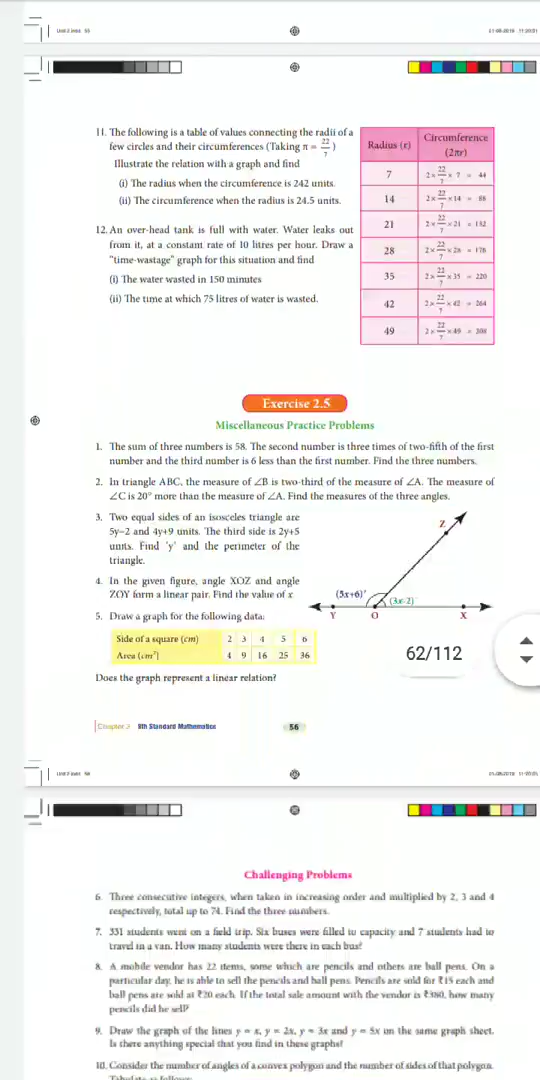 Unit 2.indd 55
21-08-2019 11:20:01
11. The following is a table of values connecting the radii of a
few circles and their circumferences (Taking π = 22/7)
Illustrate the relation with a graph and find
(i) The radius when the circumference is 242 units.
(ii) The circumference when the radius is 24.5 units.
12. An over-head tank is full with water. Water leaks out
from it, at a constant rate of 10 litres per hour. Draw a
"time-wastage" graph for this situation and find
(i) The water wasted in 150 minutes
(ii) The time at which 75 litres of water is wasted.
Radius (r) Circumference (2πr)
7 2 × 22/7 × 7 = 44
14 2 × 22/7 × 14 = 88
21 2 × 22/7 × 21 = 132
28 2 × 22/7 × 28 = 176
35 2 × 22/7 × 35 = 220
42 2 × 22/7 × 42 = 264
49 2 × 22/7 × 49 = 308
Exercise 2.5
Miscellaneous Practice Problems
1. The sum of three numbers is 58. The second number is three times of two-fifth of the first
number and the third number is 6 less than the first number. Find the three numbers.
2. In triangle ABC, the measure of ∠B is two-third of the measure of ∠A. The measure of
∠C is 20° more than the measure of ∠A. Find the measures of the three angles.
3. Two equal sides of an isosceles triangle are
5y–2 and 4y+9 units. The third side is 2y+5
units. Find 'y' and the perimeter of the
triangle.
4. In the given figure, angle XOZ and angle
ZOY form a linear pair. Find the value of x
Z
(5x+6)°
(3x-2)°
Y O X
5. Draw a graph for the following data:
Side of a square (cm) 2 3 4 5 6
Area (cm²) 4 9 16 25 36
Does the graph represent a linear relation?
62/112
Chapter 2 8th Standard Mathematics
56
Unit 2.indd 56
11:20:01
Challenging Problems
6. Three consecutive integers, when taken in increasing order and multiplied by 2, 3 and 4
respectively, total up to 74. Find the three numbers.
7. 331 students went on a field trip. Six buses were filled to capacity and 7 students had to
travel in a van. How many students were there in each bus?
8. A mobile vendor has 22 items, some which are pencils and others are ball pens. On a
particular day, he is able to sell the pencils and ball pens. Pencils are sold for ₹15 each and
ball pens are sold at ₹20 each. If the total sale amount with the vendor is ₹380, how many
pencils did he sell?
9. Draw the graph of the lines y = x, y = 2x, y = 3x and y = 5x on the same graph sheet.
Is there anything special that you find in these graphs?
10. Consider the number of angles of a convex polygon and the number of sides of that polygon.
Tabulate as follows: